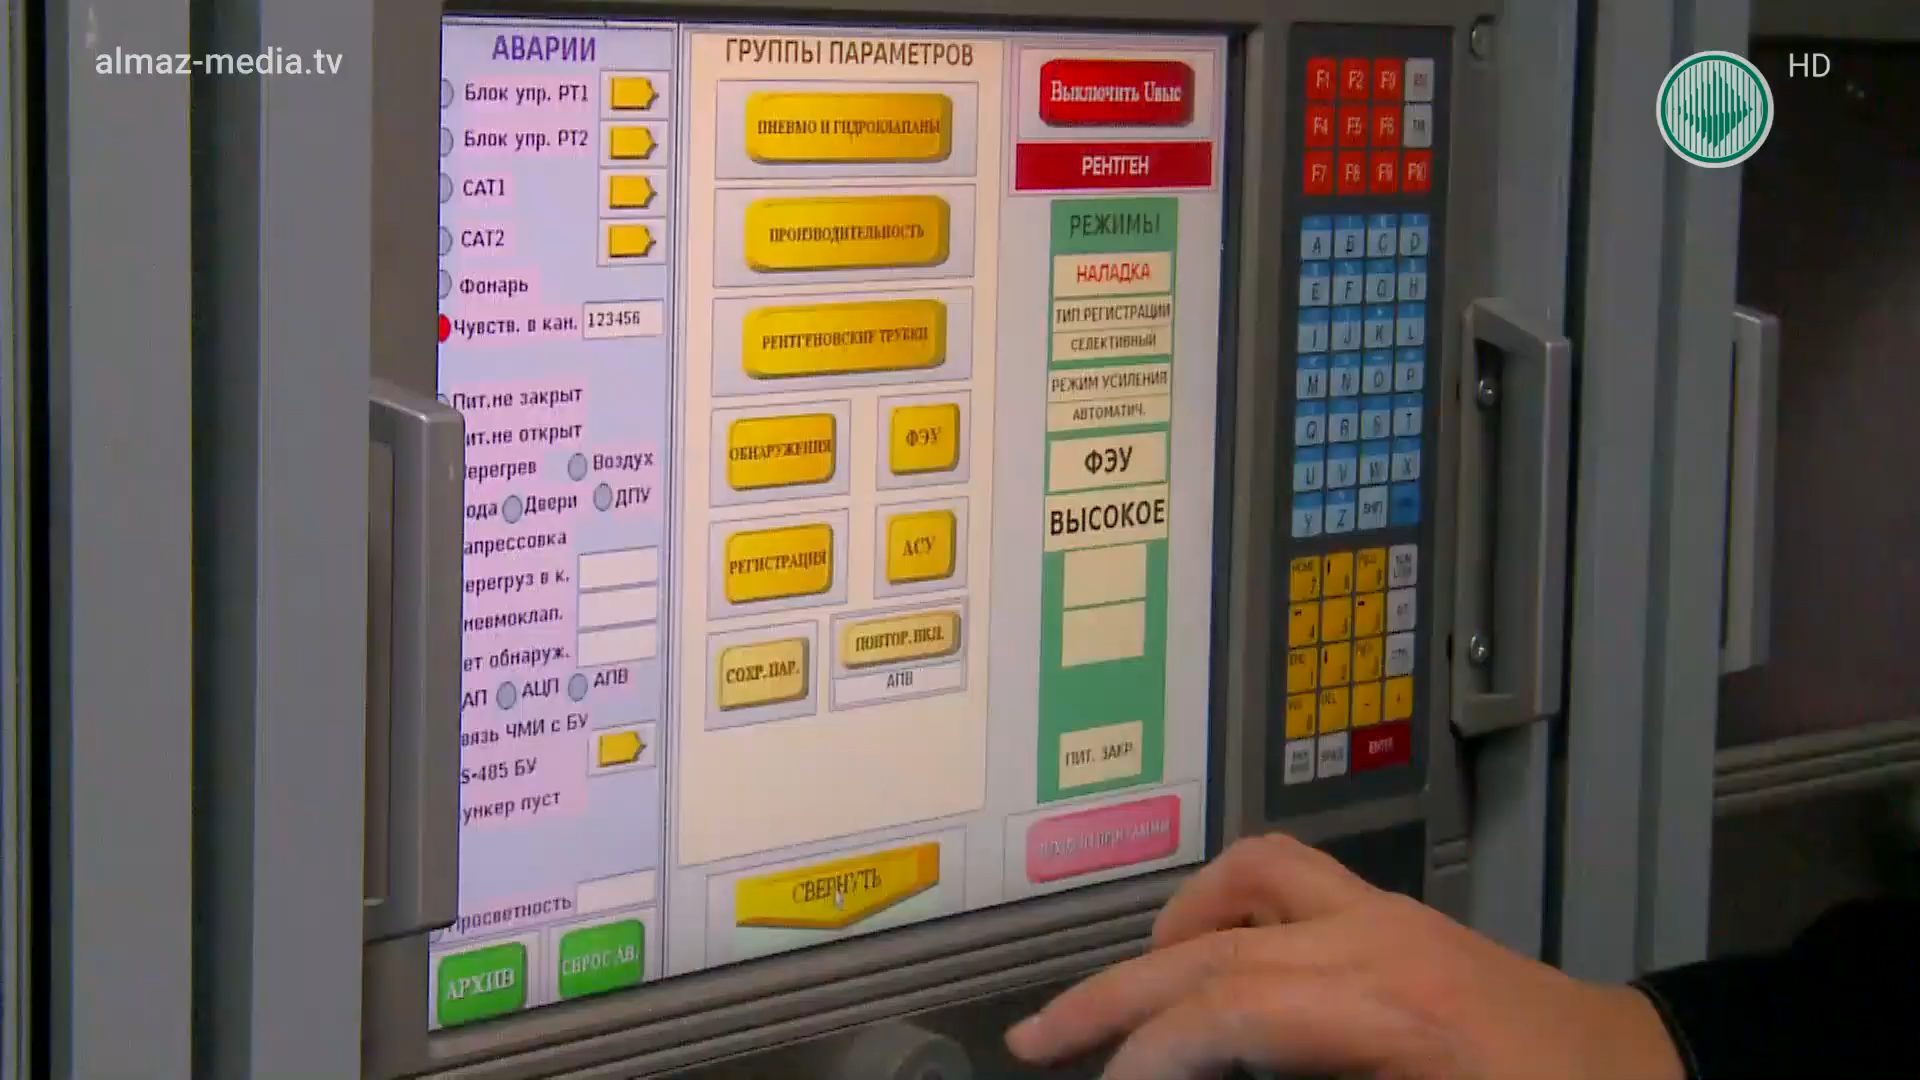 almaz-media.tv
HD
АВАРИИ
Блок упр. РТ1
Блок упр. РТ2
САТ1
САТ2
Фонарь
Чувств. в кан. 123456
Пит.не закрыт
ит.не открыт
ерегрев
Воздух
ода
Двери
ДПУ
апрессовка
ерегруз в к.
невмоклап.
ет обнаруж.
АП
АЦП
АПВ
вязь ЧМИ с БУ
S-485 БУ
ункер пуст
Просветность
АРХИВ
СБРОС АВ.
ГРУППЫ ПАРАМЕТРОВ
ПНЕВМО И ГИДРОКЛАПАНЫ
ПРОИЗВОДИТЕЛЬНОСТЬ
РЕНТГЕНОВСКИЕ ТРУБКИ
ОБНАРУЖЕНИЯ
ФЭУ
РЕГИСТРАЦИЯ
АСУ
СОХР.ПАР.
ПОВТОР.ВКЛ.
АПВ
СВЕРНУТЬ
Выключить Uвыс
РЕНТГЕН
РЕЖИМЫ
НАЛАДКА
ТИП РЕГИСТРАЦИИ
СЕЛЕКТИВНЫЙ
РЕЖИМ УСИЛЕНИЯ
АВТОМАТИЧ.
ФЭУ
ВЫСОКОЕ
ПИТ. ЗАКР.
F1 F2 F3
F4 F5 F6
F7 F8 F9 F10
A B C D
E F G H
I J K L
M N O P
Q R S T
U V W X
Y Z
ENTER